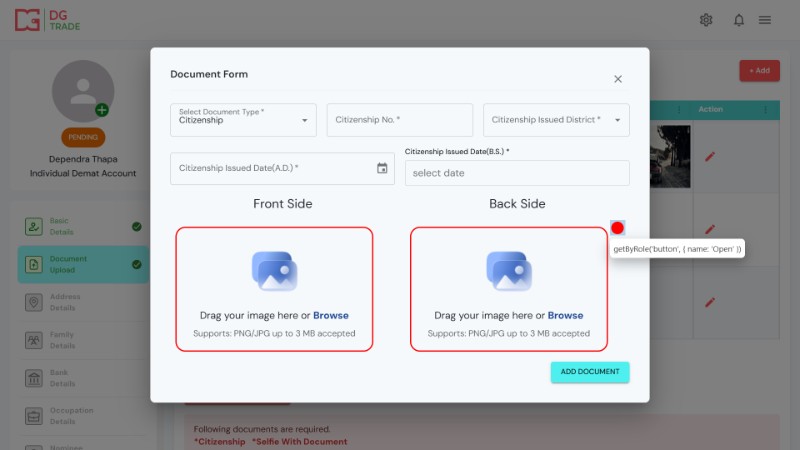 DG
TRADE
Document Form
+ Add
Select Document Type *
Citizenship
Citizenship No. *
Citizenship Issued District *
Action
PENDING
Dependra Thapa
Individual Demat Account
Citizenship Issued Date(A.D.) *
Citizenship Issued Date(B.S.) *
select date
Front Side
Back Side
getByRole('button', { name: 'Open' })
Basic
Details
Document
Upload
Address
Details
Family
Details
Bank
Details
Occupation
Details
Nominee
Drag your image here or Browse
Supports: PNG/JPG up to 3 MB accepted
Drag your image here or Browse
Supports: PNG/JPG up to 3 MB accepted
ADD DOCUMENT
Following documents are required.
*Citizenship *Selfie With Document